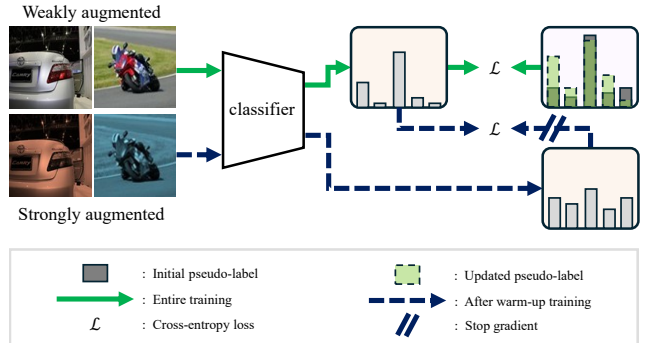 Weakly augmented
classifier
ℒ
ℒ
Strongly augmented
: Initial pseudo-label
: Updated pseudo-label
: Entire training
: After warm-up training
ℒ : Cross-entropy loss
: Stop gradient